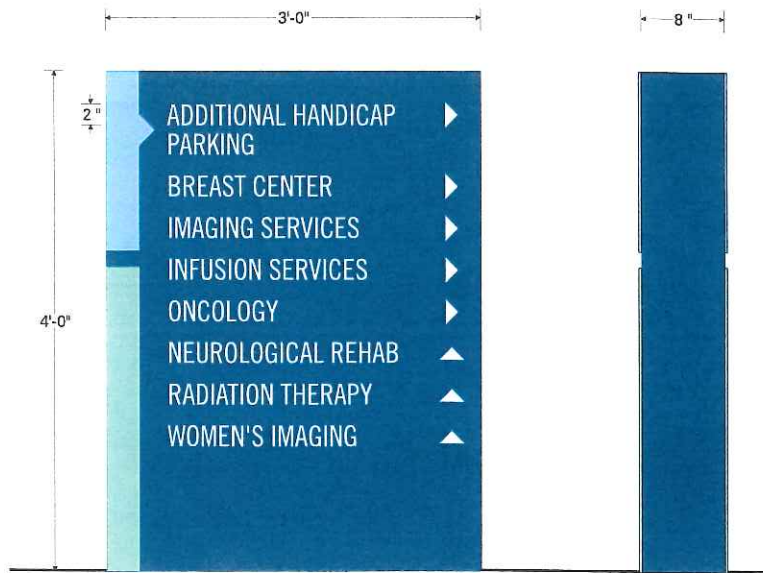 3'-0"
8 "
2 "
ADDITIONAL HANDICAP
PARKING
BREAST CENTER
IMAGING SERVICES
INFUSION SERVICES
ONCOLOGY
4'-0"
NEUROLOGICAL REHAB
RADIATION THERAPY
WOMEN'S IMAGING